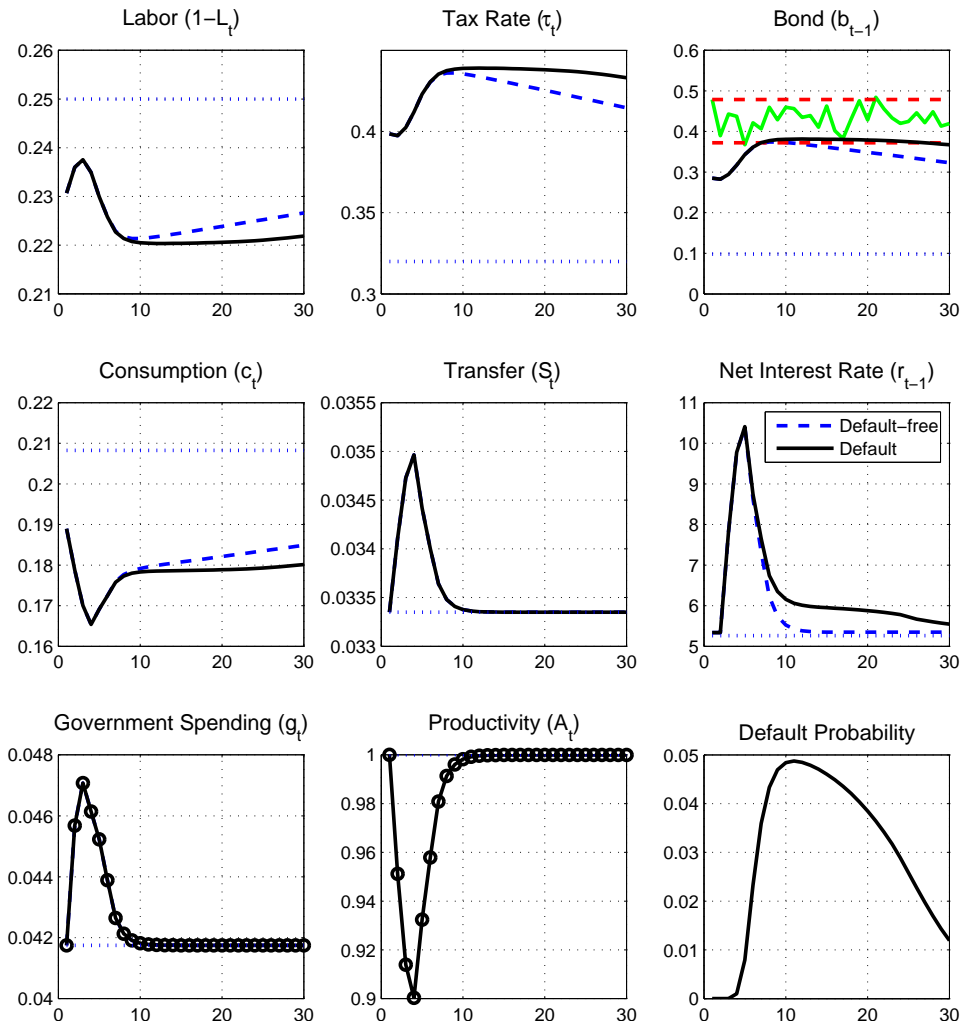 Labor (1−L_t)
0.26
0.25
0.24
0.23
0.22
0.21
0 10 20 30
Tax Rate (τ_t)
0.4
0.35
0.3
0 10 20 30
Bond (b_{t−1})
0.6
0.5
0.4
0.3
0.2
0.1
0
0 10 20 30
Consumption (c_t)
0.22
0.21
0.2
0.19
0.18
0.17
0.16
0 10 20 30
Transfer (S_t)
0.0355
0.035
0.0345
0.034
0.0335
0.033
0 10 20 30
Net Interest Rate (r_{t−1})
11
10
9
8
7
6
5
0 10 20 30
Default−free
Default
Government Spending (g_t)
0.048
0.046
0.044
0.042
0.04
0 10 20 30
Productivity (A_t)
1
0.98
0.96
0.94
0.92
0.9
0 10 20 30
Default Probability
0.05
0.04
0.03
0.02
0.01
0
0 10 20 30